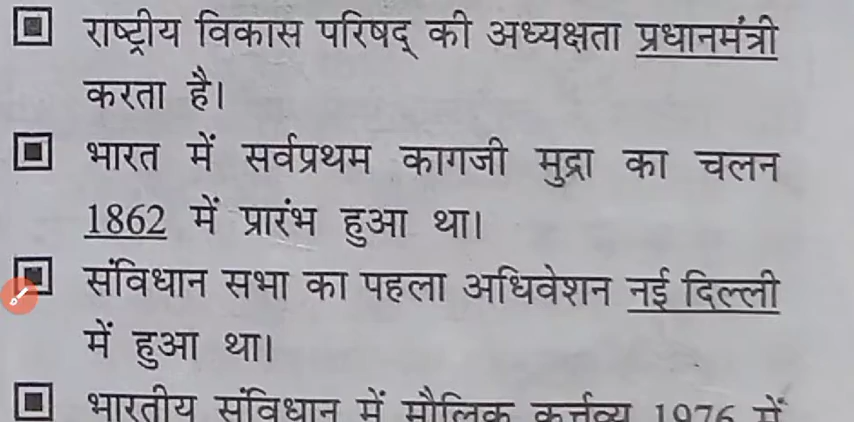 राष्ट्रीय विकास परिषद् की अध्यक्षता प्रधानमंत्री
करता है।
भारत में सर्वप्रथम कागजी मुद्रा का चलन
1862 में प्रारंभ हुआ था।
संविधान सभा का पहला अधिवेशन नई दिल्ली
में हुआ था।
भारतीय संविधान में मौलिक कर्त्तव्य 1976 में